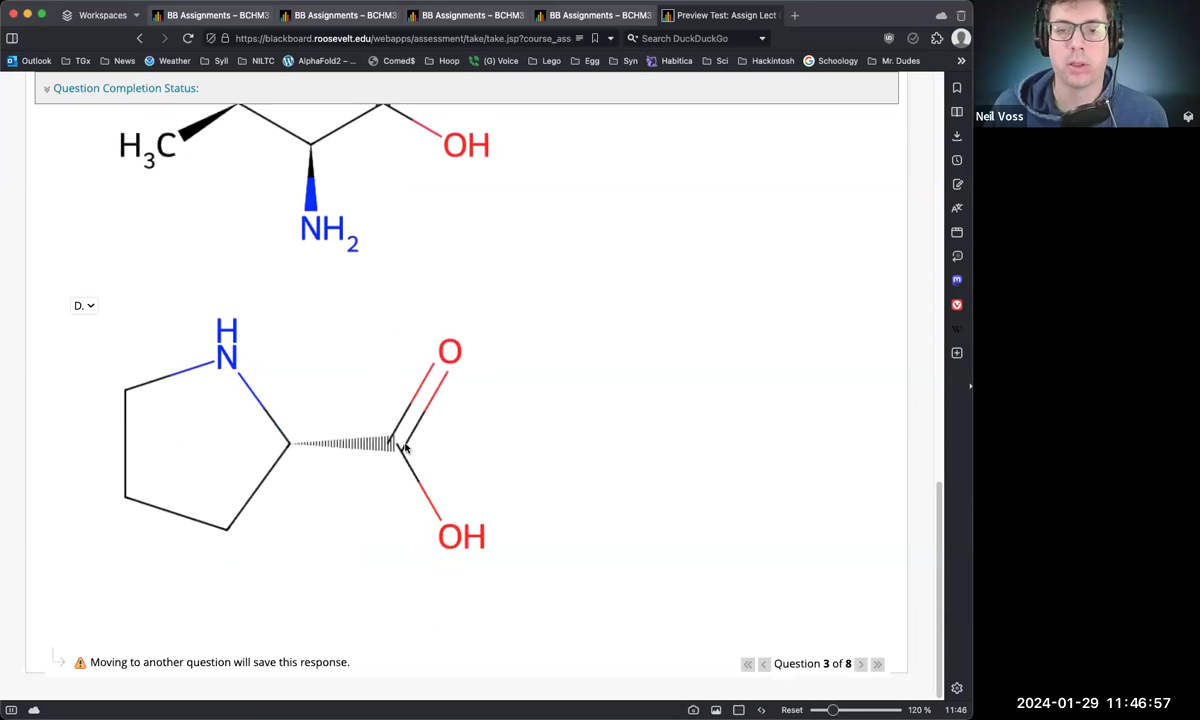 Workspaces
BB Assignments – BCHM3
BB Assignments – BCHM3
BB Assignments – BCHM3
BB Assignments – BCHM3
Preview Test: Assign Lect
https://blackboard.roosevelt.edu/webapps/assessment/take/take.jsp?course_ass
Search DuckDuckGo
Outlook TGx News Weather Syll NILTC AlphaFold2 – ... Comed$ Hoop (G) Voice Lego Egg Syn Habitica Sci Hackintosh Schoology Mr. Dudes
Neil Voss
Question Completion Status:
H3C
OH
NH2
D.
H
N
O
OH
Moving to another question will save this response.
Question 3 of 8
Reset
120 %
11:46
2024-01-29 11:46:57